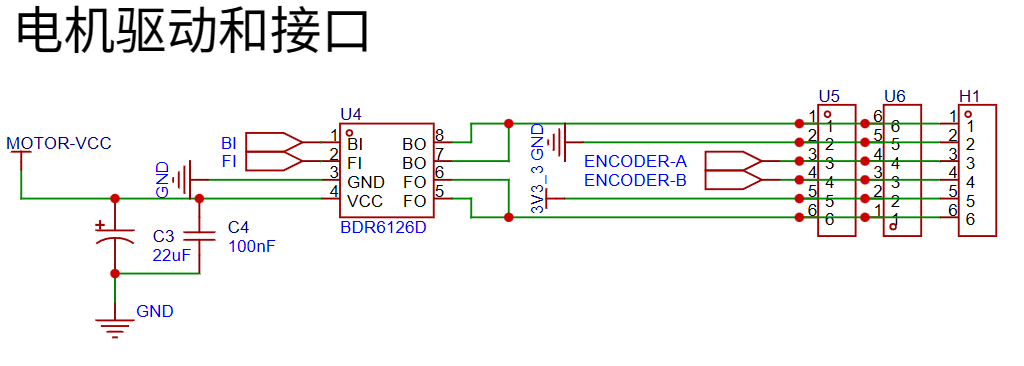 电机驱动和接口
MOTOR-VCC
GND
C3
22uF
C4
100nF
GND
BI
FI
U4
1 BI
2 FI
3 GND
4 VCC
BO 8
BO 7
FO 6
FO 5
BDR6126D
GND
3V3_3
ENCODER-A
ENCODER-B
U5
1 1
2 2
3 3
4 4
5 5
6 6
U6
6 6
5 5
4 4
3 3
2 2
1 1
H1
1 1
2 2
3 3
4 4
5 5
6 6